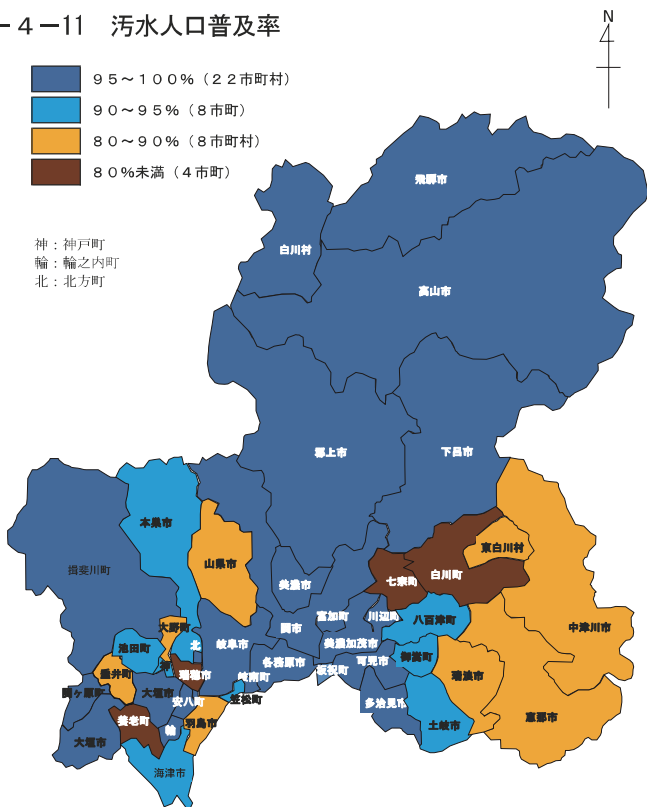 －４－11　汚水人口普及率
N
９５～１００％（２２市町村）
９０～９５％（８市町）
８０～９０％（８市町村）
８０％未満（４市町）
神：神戸町
輪：輪之内町
北：北方町
飛騨市
白川村
高山市
郡上市
下呂市
本巣市
山県市
揖斐川町
美濃市
七宗町
白川町
東白川村
大野町
関市
富加町
川辺町
八百津町
中津川市
池田町
北
岐阜市
美濃加茂市
神
各務原市
坂祝町
可児市
御嵩町
垂井町
瑞穂市
岐南町
瑞浪市
関ヶ原町
大垣市
安八町
笠松町
多治見市
恵那市
養老町
輪
羽島市
土岐市
大垣市
海津市